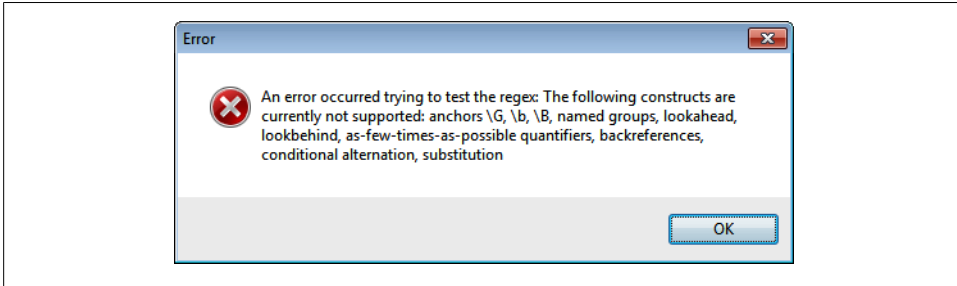 Error
An error occurred trying to test the regex: The following constructs are
currently not supported: anchors \G, \b, \B, named groups, lookahead,
lookbehind, as-few-times-as-possible quantifiers, backreferences,
conditional alternation, substitution
OK